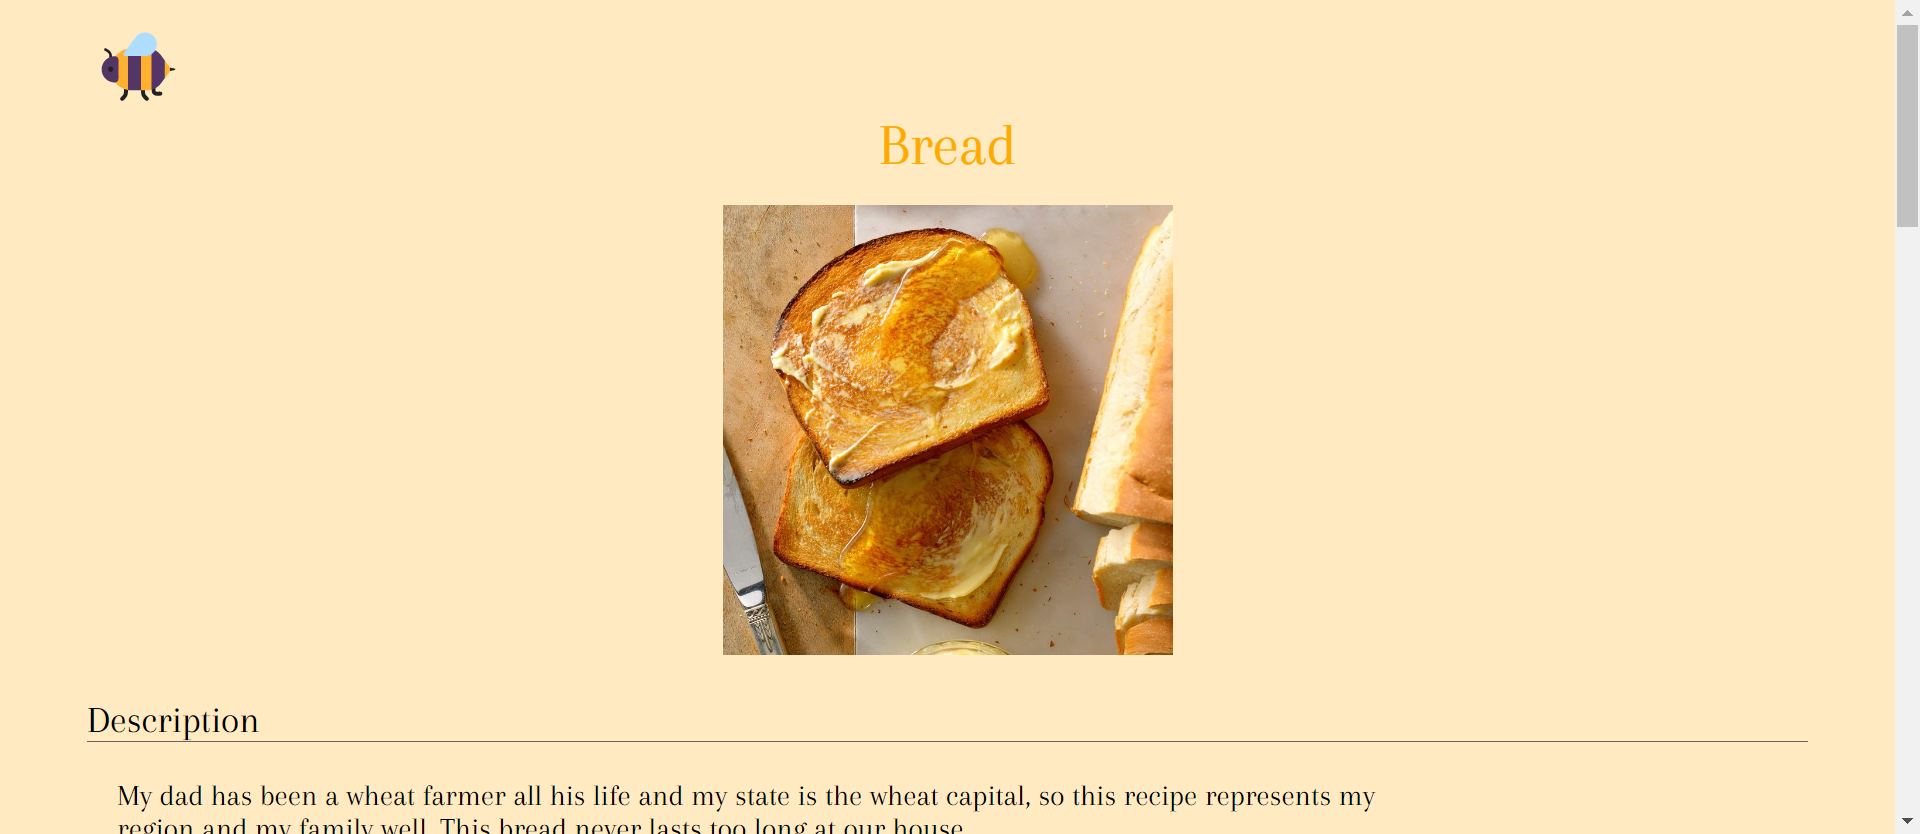 Bread
Description
My dad has been a wheat farmer all his life and my state is the wheat capital, so this recipe represents my
region and my family well. This bread never lasts too long at our house.